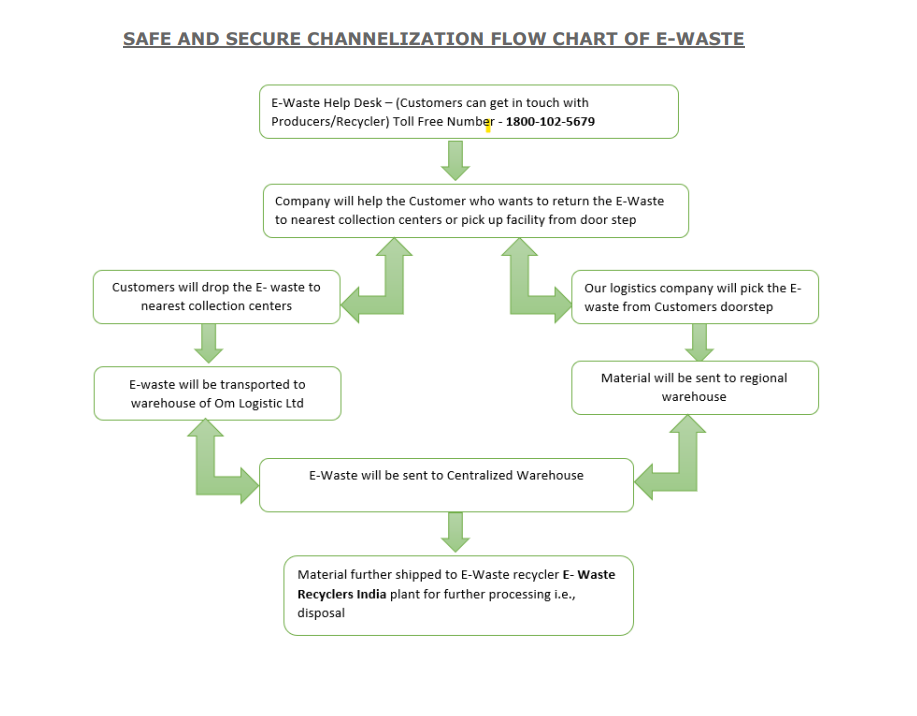 SAFE AND SECURE CHANNELIZATION FLOW CHART OF E-WASTE
E-Waste Help Desk – (Customers can get in touch with
Producers/Recycler) Toll Free Number - 1800-102-5679
Company will help the Customer who wants to return the E-Waste
to nearest collection centers or pick up facility from door step
Customers will drop the E- waste to
nearest collection centers
Our logistics company will pick the E-
waste from Customers doorstep
E-waste will be transported to
warehouse of Om Logistic Ltd
Material will be sent to regional
warehouse
E-Waste will be sent to Centralized Warehouse
Material further shipped to E-Waste recycler E- Waste
Recyclers India plant for further processing i.e.,
disposal